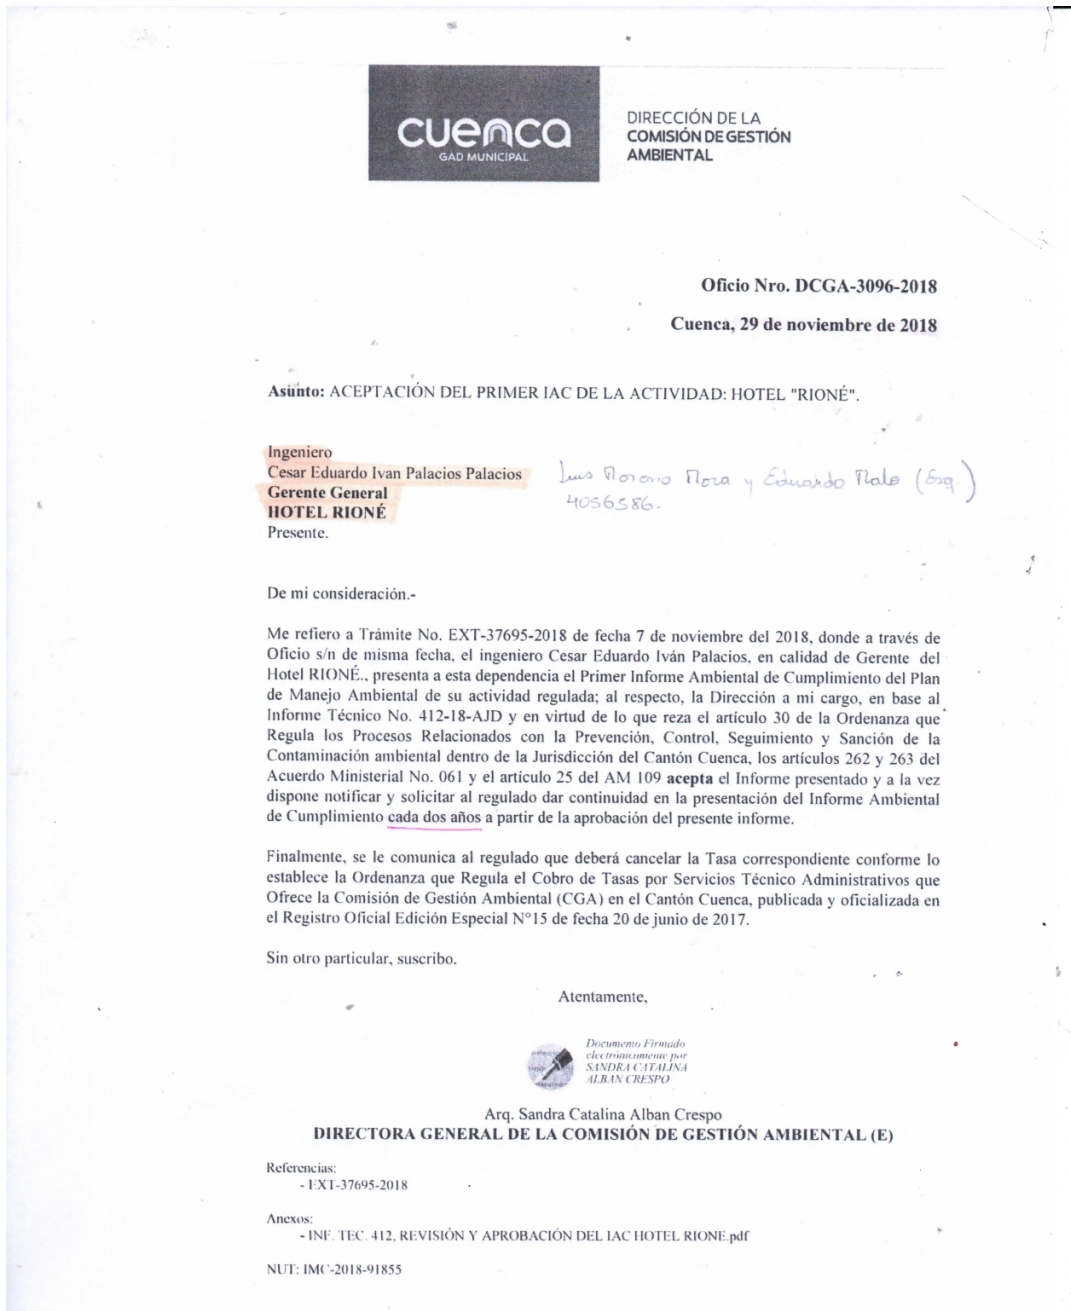 cuenca
GAD MUNICIPAL
DIRECCIÓN DE LA
COMISIÓN DE GESTIÓN
AMBIENTAL
Oficio Nro. DCGA-3096-2018
Cuenca, 29 de noviembre de 2018
Asunto: ACEPTACIÓN DEL PRIMER IAC DE LA ACTIVIDAD: HOTEL "RIONÉ".
Ingeniero
Cesar Eduardo Ivan Palacios Palacios
Gerente General
HOTEL RIONÉ
Presente.
Luis Moreno Mora y Eduardo Malo (Esq)
4056586.
De mi consideración.-
Me refiero a Trámite No. EXT-37695-2018 de fecha 7 de noviembre del 2018, donde a través de
Oficio s/n de misma fecha, el ingeniero Cesar Eduardo Iván Palacios, en calidad de Gerente del
Hotel RIONÉ., presenta a esta dependencia el Primer Informe Ambiental de Cumplimiento del Plan
de Manejo Ambiental de su actividad regulada; al respecto, la Dirección a mi cargo, en base al
Informe Técnico No. 412-18-AJD y en virtud de lo que reza el artículo 30 de la Ordenanza que
Regula los Procesos Relacionados con la Prevención, Control, Seguimiento y Sanción de la
Contaminación ambiental dentro de la Jurisdicción del Cantón Cuenca, los artículos 262 y 263 del
Acuerdo Ministerial No. 061 y el artículo 25 del AM 109 acepta el Informe presentado y a la vez
dispone notificar y solicitar al regulado dar continuidad en la presentación del Informe Ambiental
de Cumplimiento cada dos años a partir de la aprobación del presente informe.
Finalmente, se le comunica al regulado que deberá cancelar la Tasa correspondiente conforme lo
establece la Ordenanza que Regula el Cobro de Tasas por Servicios Técnico Administrativos que
Ofrece la Comisión de Gestión Ambiental (CGA) en el Cantón Cuenca, publicada y oficializada en
el Registro Oficial Edición Especial N°15 de fecha 20 de junio de 2017.
Sin otro particular, suscribo.
Atentamente,
Documento Firmado
electrónicamente por
SANDRA CATALINA
ALBAN CRESPO
Arq. Sandra Catalina Alban Crespo
DIRECTORA GENERAL DE LA COMISIÓN DE GESTIÓN AMBIENTAL (E)
Referencias:
- EXT-37695-2018
Anexos:
- INF. TEC. 412, REVISIÓN Y APROBACIÓN DEL IAC HOTEL RIONE.pdf
NUT: IMC-2018-91855